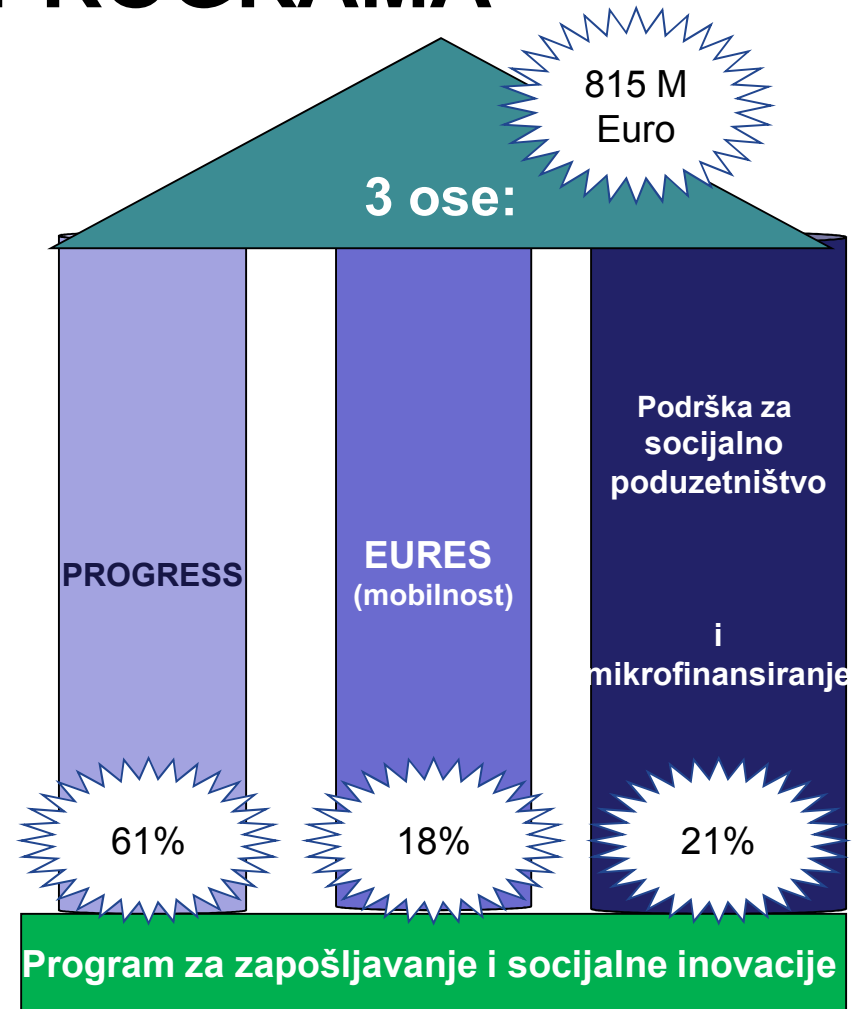 PROGRAMA
815 M
Euro
3 ose:
PROGRESS
EURES
(mobilnost)
Podrška za
socijalno
poduzetništvo
i
mikrofinansiranje
61%
18%
21%
Program za zapošljavanje i socijalne inovacije